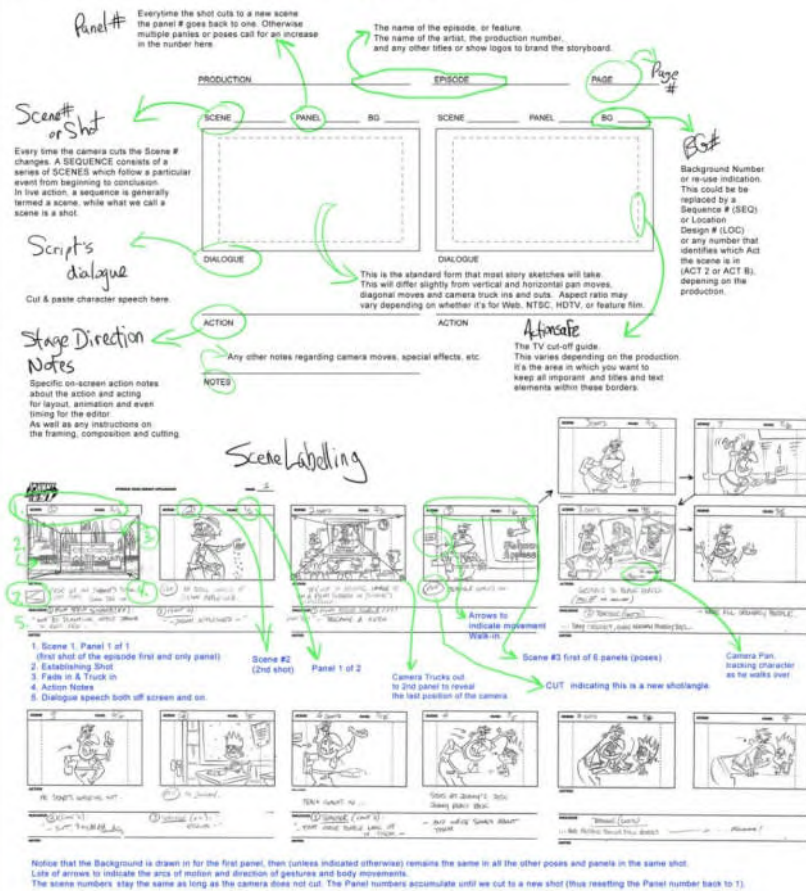 Panel#
Everytime the shot cuts to a new scene
the panel # goes back to one. Otherwise
multiple panles or poses call for an increase
in the nunber here.
The name of the episode, or feature.
The name of the artist, the production number,
and any other titles or show logos to brand the storyboard.
PRODUCTION EPISODE PAGE
Page
#
Scene#
or Shot
Every time the camera cuts the Scene #
changes. A SEQUENCE consists of a
series of SCENES which follow a particular
event from beginning to conclusion.
In live action, a sequence is generally
termed a scene, while what we call a
scene is a shot.
SCENE PANEL BG SCENE PANEL BG
BG#
Background Number
or re-use indication.
This could be be
replaced by a
Sequence # (SEQ)
or Location
Design # (LOC)
or any number that
identifies which Act
the scene is in
(ACT 2 or ACT B),
depening on the
production.
Script's
dialogue
Cut & paste character speech here.
DIALOGUE DIALOGUE
This is the standard form that most story sketches will take.
This will differ slightly from vertical and horizontal pan moves,
diagonal moves and camera truck ins and outs. Aspect ratio may
vary depending on whether it's for Web, NTSC, HDTV, or feature film.
ACTION ACTION
Stage Direction
Notes
Specific on-screen action notes
about the action and acting
for layout, animation and even
timing for the editor.
As well as any instructions on
the framing, composition and cutting.
Any other notes regarding camera moves, special effects, etc.
NOTES
Actionsafe
The TV cut-off guide.
This varies depending on the production.
It's the area in which you want to
keep all imporant and titles and text
elements within these borders.
Scene Labelling
1. Scene 1, Panel 1 of 1
(first shot of the episode first and only panel)
2. Establishing Shot
3. Fade in & Truck in
4. Action Notes
5. Dialogue speech both off screen and on.
Scene #2
(2nd shot)
Panel 1 of 2
Camera Trucks out
to 2nd panel to reveal
the last position of the camera.
Arrows to
indicate movement
Walk-in.
Scene #3 first of 6 panels (poses)
CUT indicating this is a new shot/angle.
Camera Pan,
tracking character
as he walks over.
Notice that the Background is drawn in for the first panel, then (unless indicated otherwise) remains the same in all the other poses and panels in the same shot.
Lots of arrows to indicate the arcs of motion and direction of gestures and body movements.
The scene numbers stay the same as long as the camera does not cut. The Panel numbers accumulate until we cut to a new shot (thus resetting the Panel number back to 1).